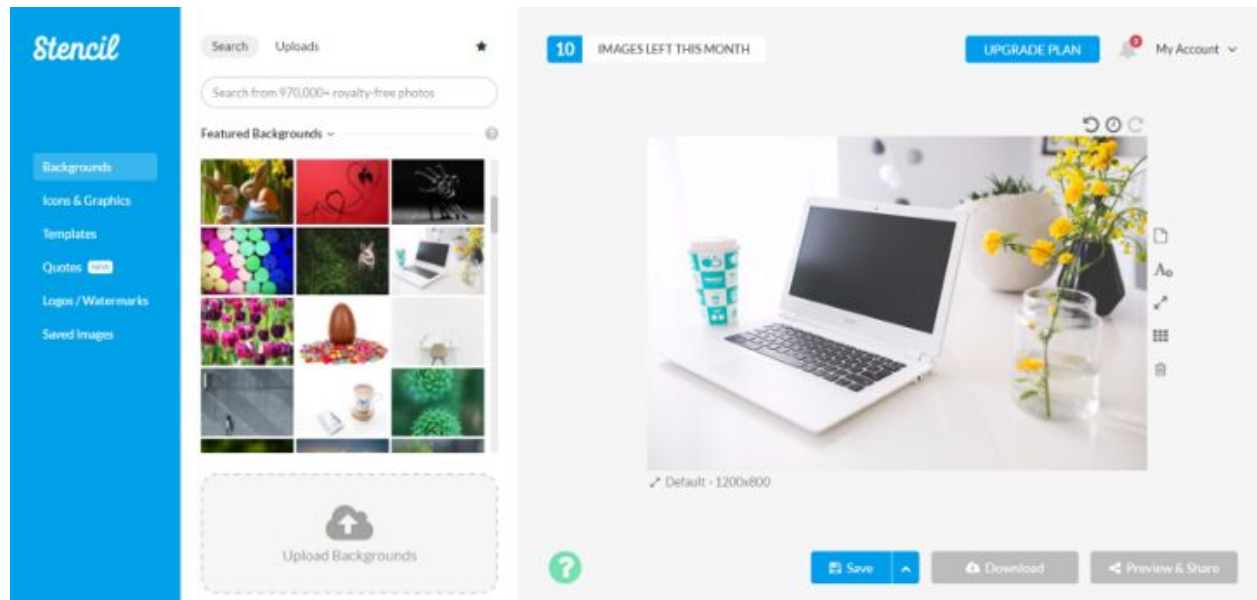 Stencil
Backgrounds
Icons & Graphics
Templates
Quotes new
Logos / Watermarks
Saved Images
Search Uploads
Search from 970,000+ royalty-free photos
Featured Backgrounds
Upload Backgrounds
10 IMAGES LEFT THIS MONTH
UPGRADE PLAN
My Account
Default - 1200x800
Save
Download
Preview & Share